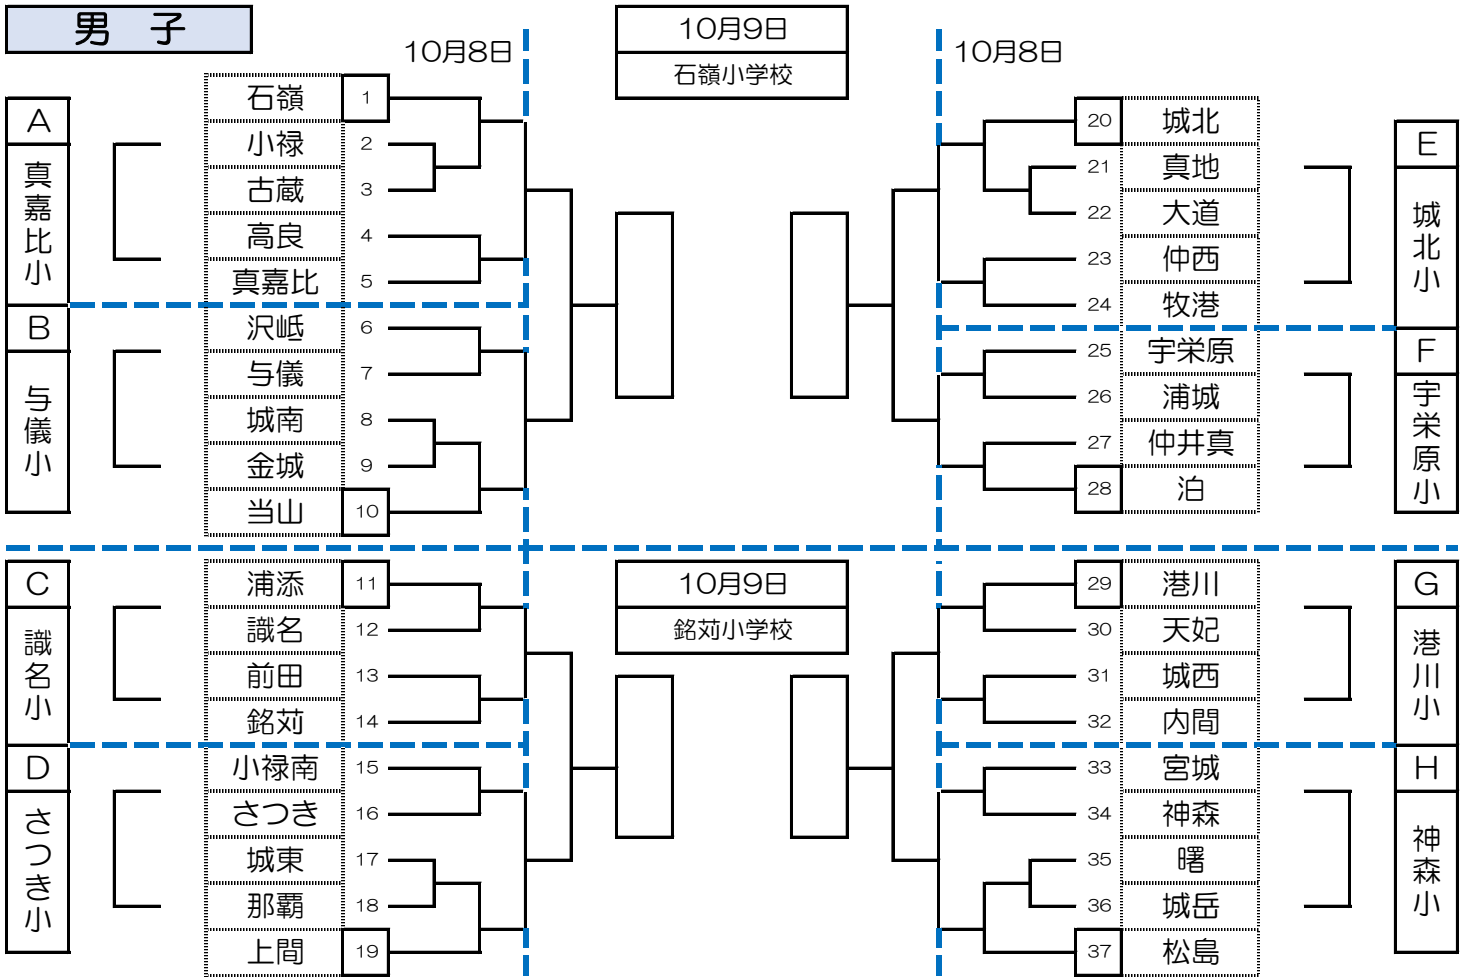 男 子
10月8日
10月9日
石嶺小学校
10月8日
A
真嘉比小
石嶺 1
小禄 2
古蔵 3
高良 4
真嘉比 5
B
与儀小
沢岻 6
与儀 7
城南 8
金城 9
当山 10
20 城北
21 真地
22 大道
23 仲西
24 牧港
E
城北小
25 宇栄原
26 浦城
27 仲井真
28 泊
F
宇栄原小
C
識名小
浦添 11
識名 12
前田 13
銘苅 14
D
さつき小
小禄南 15
さつき 16
城東 17
那覇 18
上間 19
10月9日
銘苅小学校
29 港川
30 天妃
31 城西
32 内間
G
港川小
33 宮城
34 神森
35 曙
36 城岳
37 松島
H
神森小